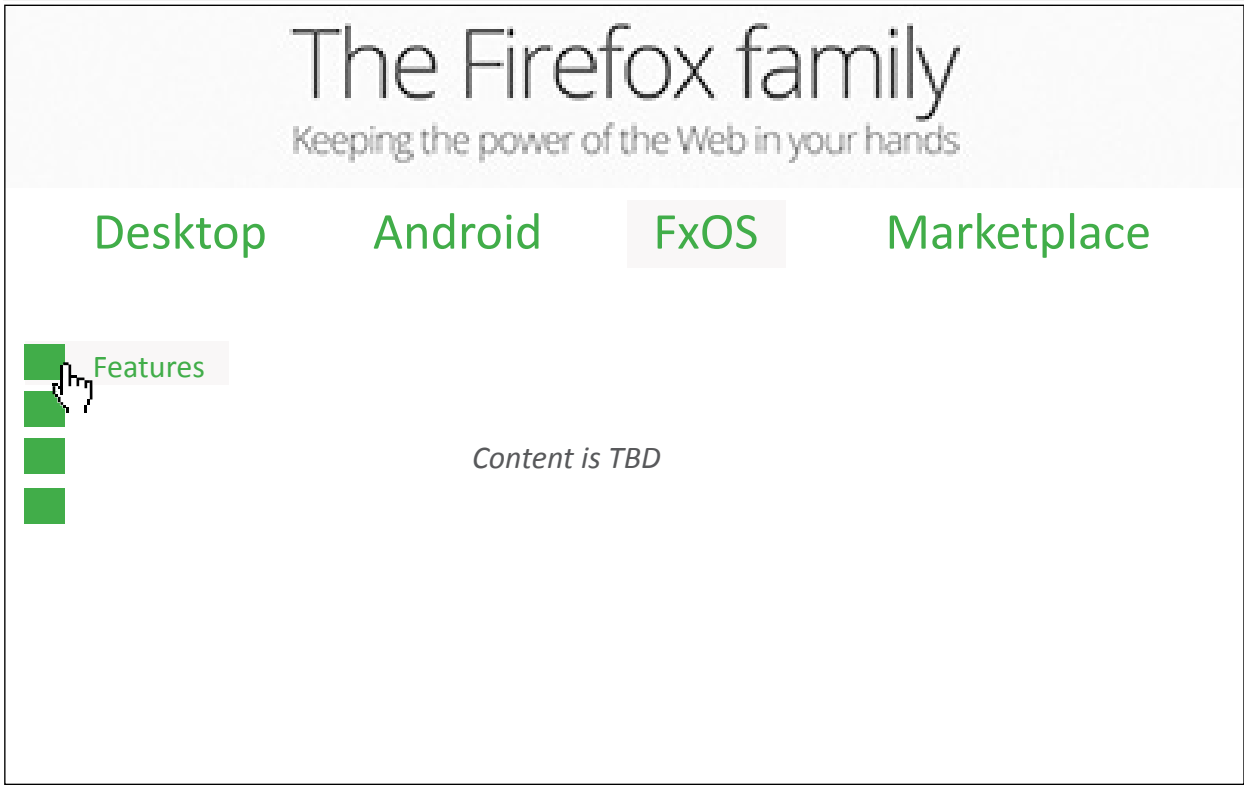 The Firefox family
Keeping the power of the Web in your hands
Desktop Android FxOS Marketplace
Features
Content is TBD